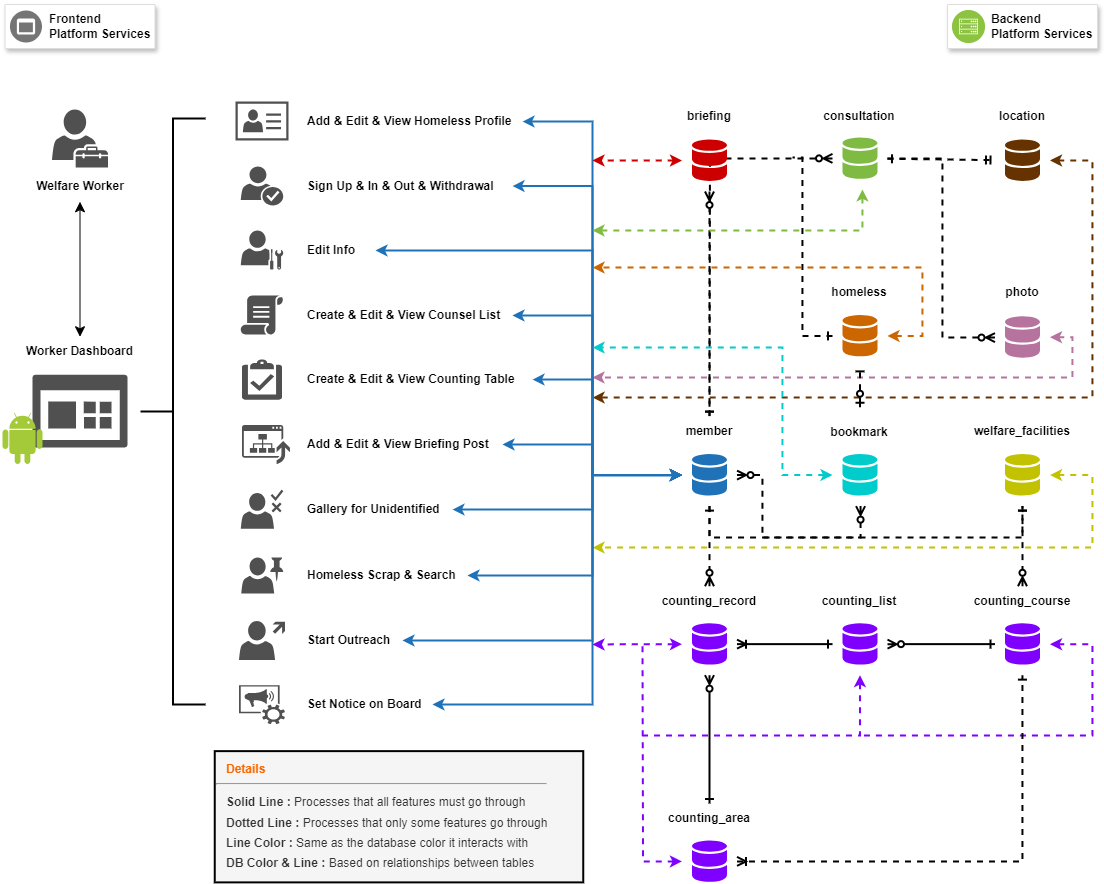 Frontend
Platform Services
Backend
Platform Services
Welfare Worker
Worker Dashboard
Add & Edit & View Homeless Profile
Sign Up & In & Out & Withdrawal
Edit Info
Create & Edit & View Counsel List
Create & Edit & View Counting Table
Add & Edit & View Briefing Post
Gallery for Unidentified
Homeless Scrap & Search
Start Outreach
Set Notice on Board
briefing
consultation
location
homeless
photo
member
bookmark
welfare_facilities
counting_record
counting_list
counting_course
counting_area
Details
Solid Line : Processes that all features must go through
Dotted Line : Processes that only some features go through
Line Color : Same as the database color it interacts with
DB Color & Line : Based on relationships between tables